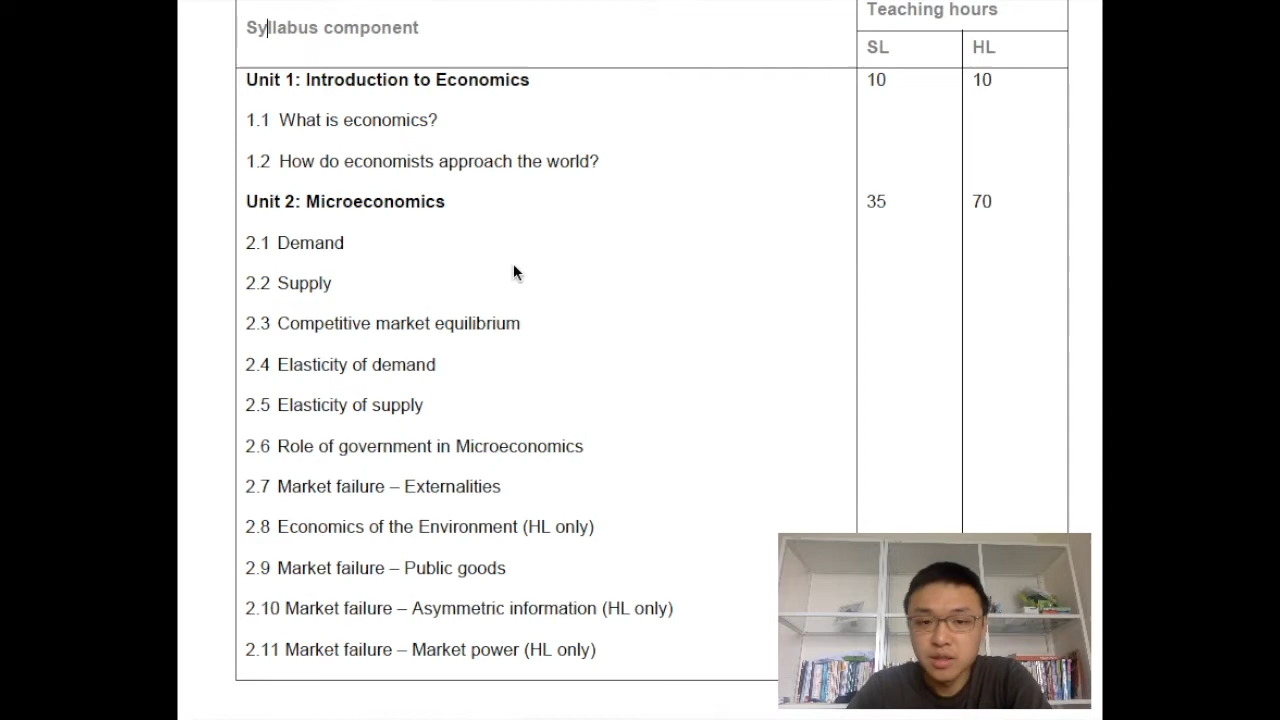 Teaching hours
Syllabus component
SL HL
Unit 1: Introduction to Economics 10 10
1.1 What is economics?
1.2 How do economists approach the world?
Unit 2: Microeconomics 35 70
2.1 Demand
2.2 Supply
2.3 Competitive market equilibrium
2.4 Elasticity of demand
2.5 Elasticity of supply
2.6 Role of government in Microeconomics
2.7 Market failure – Externalities
2.8 Economics of the Environment (HL only)
2.9 Market failure – Public goods
2.10 Market failure – Asymmetric information (HL only)
2.11 Market failure – Market power (HL only)